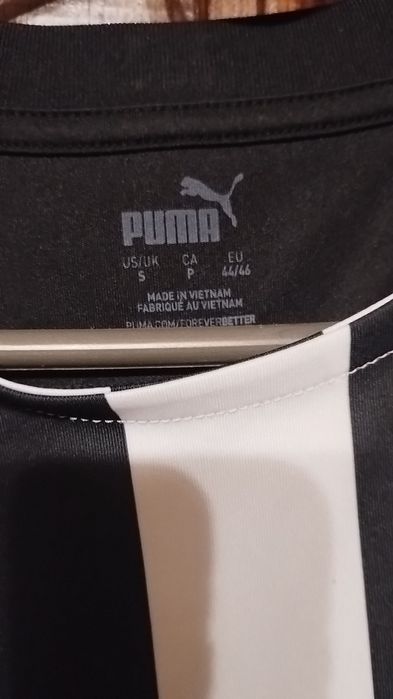 PUMA
US/UK CA EU
S P 44/46
MADE IN VIETNAM
FABRIQUÉ AU VIETNAM
PUMA.COM/FOREVERBETTER